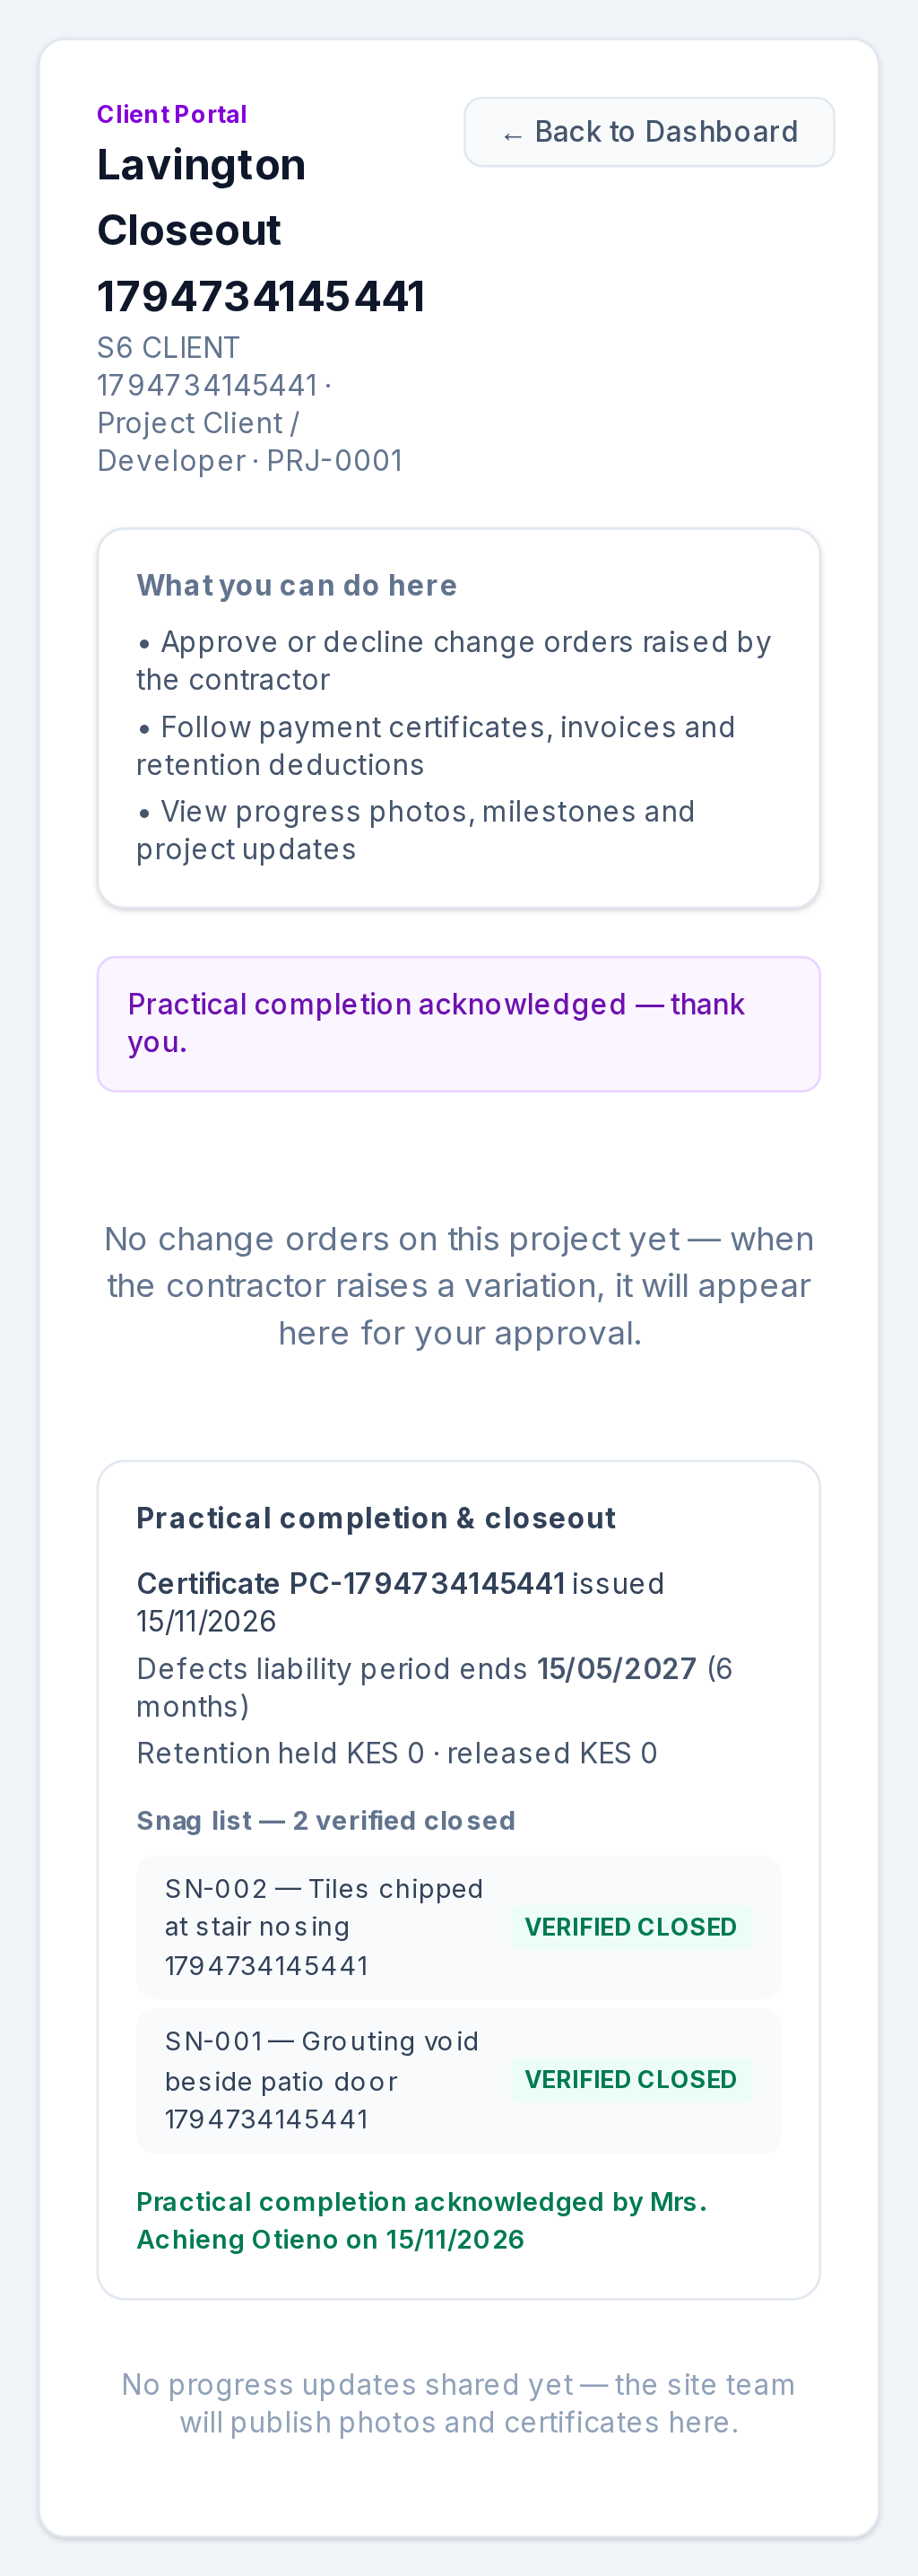 Client Portal
← Back to Dashboard
Lavington
Closeout
1794734145441
S6 CLIENT
1794734145441 ·
Project Client /
Developer · PRJ-0001
What you can do here
• Approve or decline change orders raised by
the contractor
• Follow payment certificates, invoices and
retention deductions
• View progress photos, milestones and
project updates
Practical completion acknowledged — thank
you.
No change orders on this project yet — when
the contractor raises a variation, it will appear
here for your approval.
Practical completion & closeout
Certificate PC-1794734145441 issued
15/11/2026
Defects liability period ends 15/05/2027 (6
months)
Retention held KES 0 · released KES 0
Snag list — 2 verified closed
SN-002 — Tiles chipped
at stair nosing
1794734145441
VERIFIED CLOSED
SN-001 — Grouting void
beside patio door
1794734145441
VERIFIED CLOSED
Practical completion acknowledged by Mrs.
Achieng Otieno on 15/11/2026
No progress updates shared yet — the site team
will publish photos and certificates here.